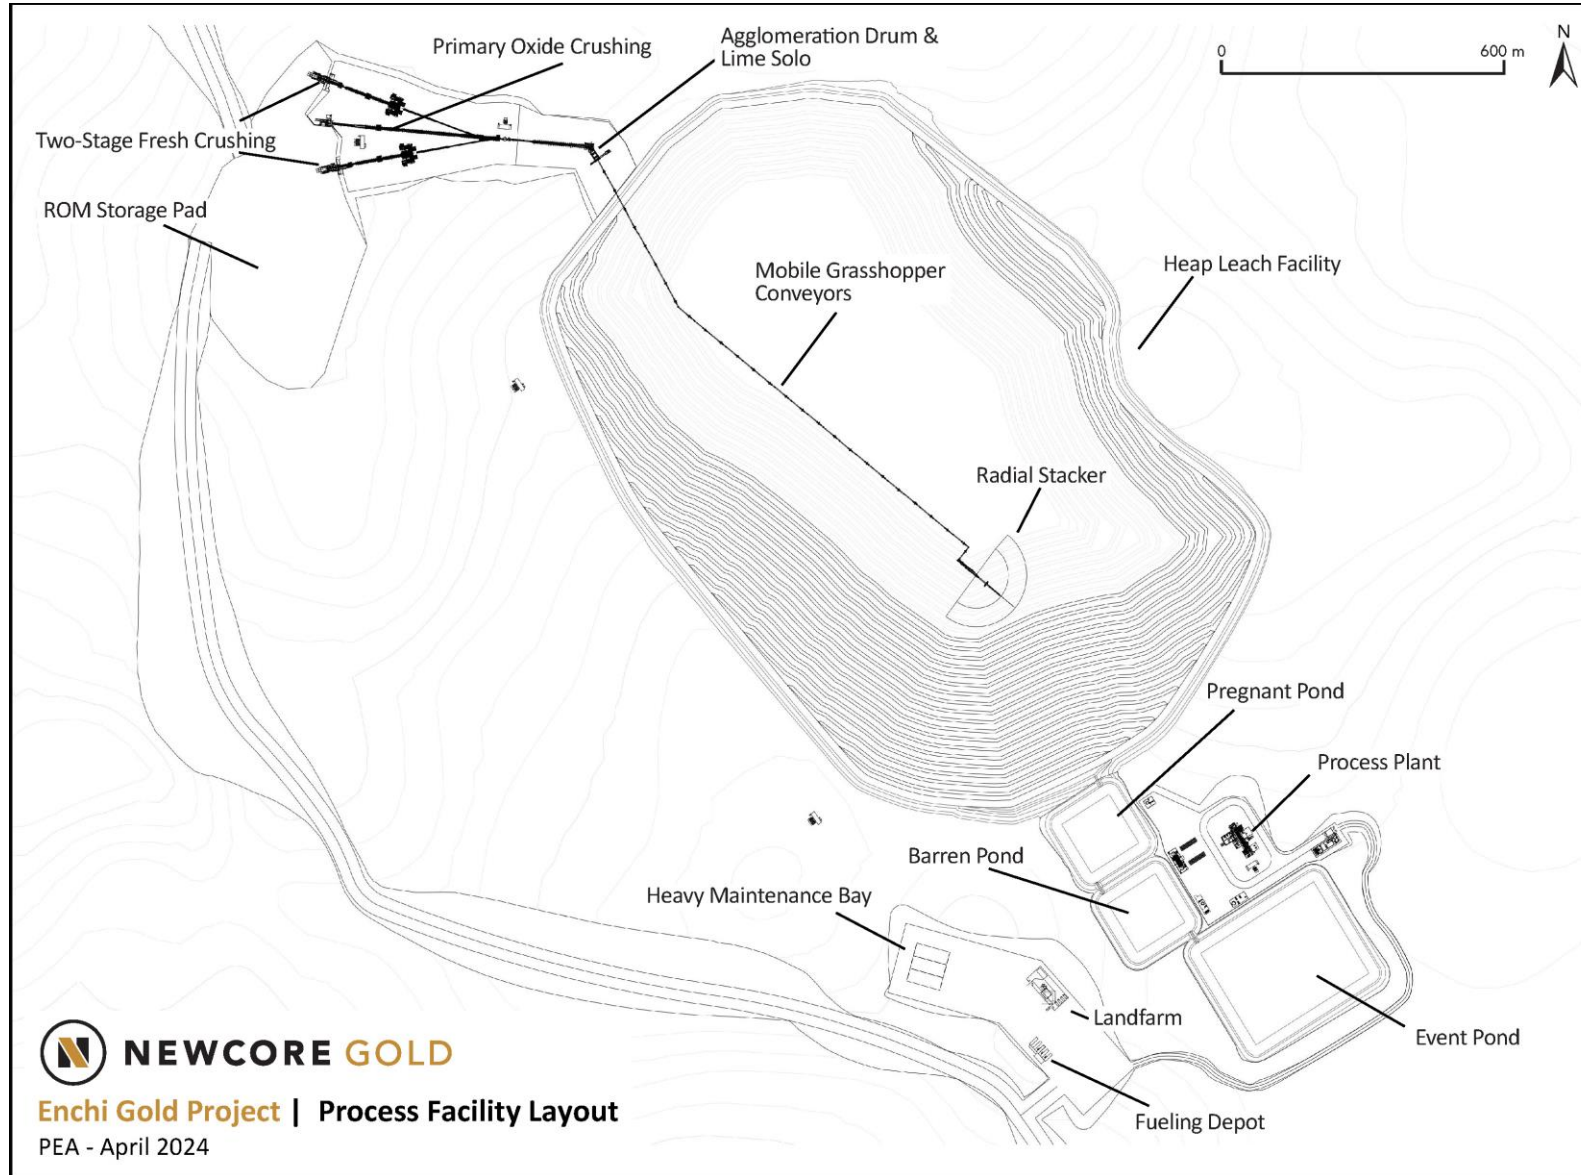 Primary Oxide Crushing
Agglomeration Drum &
Lime Solo
0
600 m
N
Two-Stage Fresh Crushing
ROM Storage Pad
Mobile Grasshopper
Conveyors
Heap Leach Facility
Radial Stacker
Pregnant Pond
Process Plant
Barren Pond
Heavy Maintenance Bay
Landfarm
Event Pond
Fueling Depot
NEWCORE GOLD
Enchi Gold Project | Process Facility Layout
PEA - April 2024